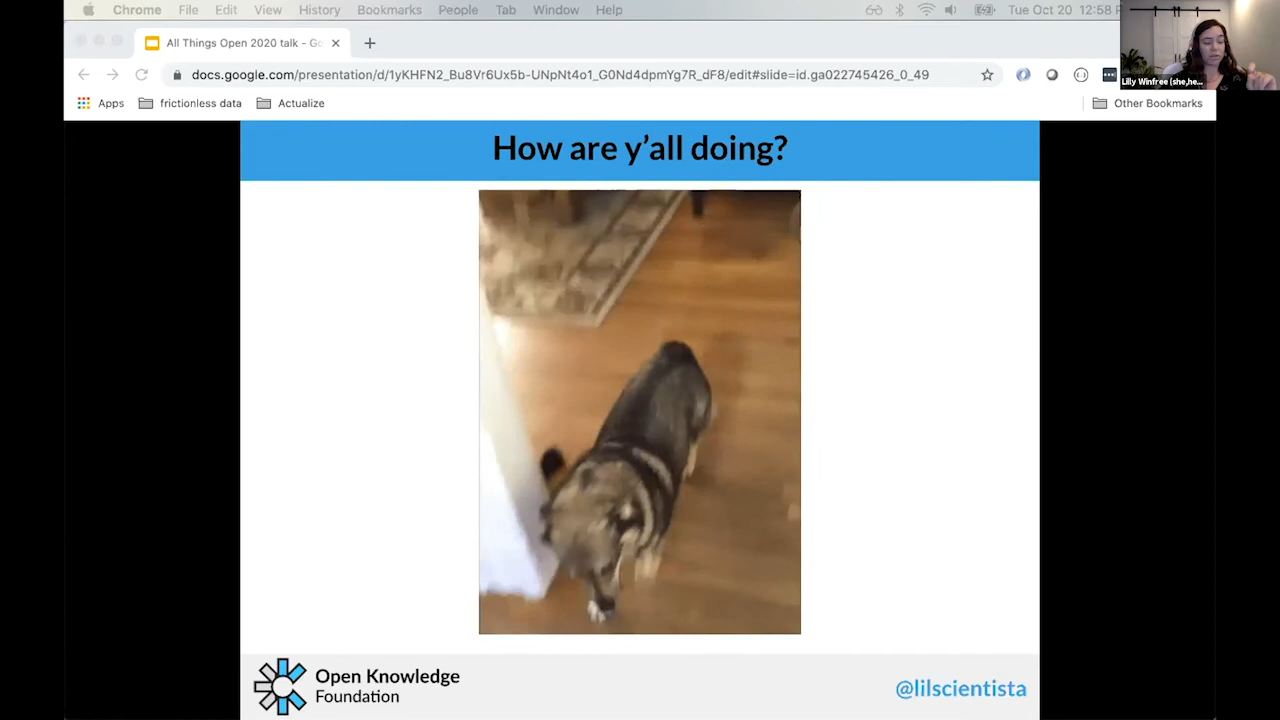 Chrome File Edit View History Bookmarks People Tab Window Help Tue Oct 20 12:58
All Things Open 2020 talk - Go
docs.google.com/presentation/d/1yKHFN2_Bu8Vr6Ux5b-UNpNt4o1_G0Nd4dpmYg7R_dF8/edit#slide=id.ga022745426_0_49
Lilly Winfree (she,he...
Apps frictionless data Actualize Other Bookmarks
How are y'all doing?
Open Knowledge
Foundation
@lilscientista